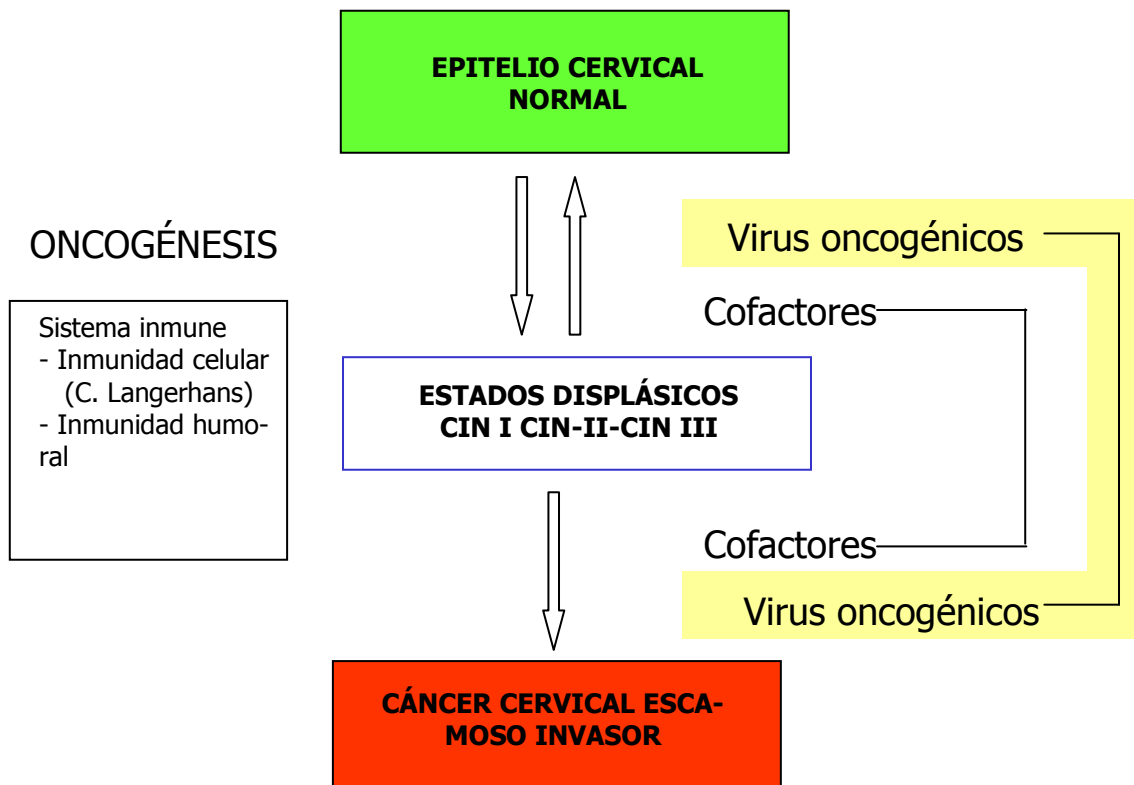 EPITELIO CERVICAL
NORMAL
ONCOGÉNESIS
Sistema inmune
- Inmunidad celular
(C. Langerhans)
- Inmunidad humo-
ral
Virus oncogénicos
Cofactores
ESTADOS DISPLÁSICOS
CIN I CIN-II-CIN III
Cofactores
Virus oncogénicos
CÁNCER CERVICAL ESCA-
MOSO INVASOR